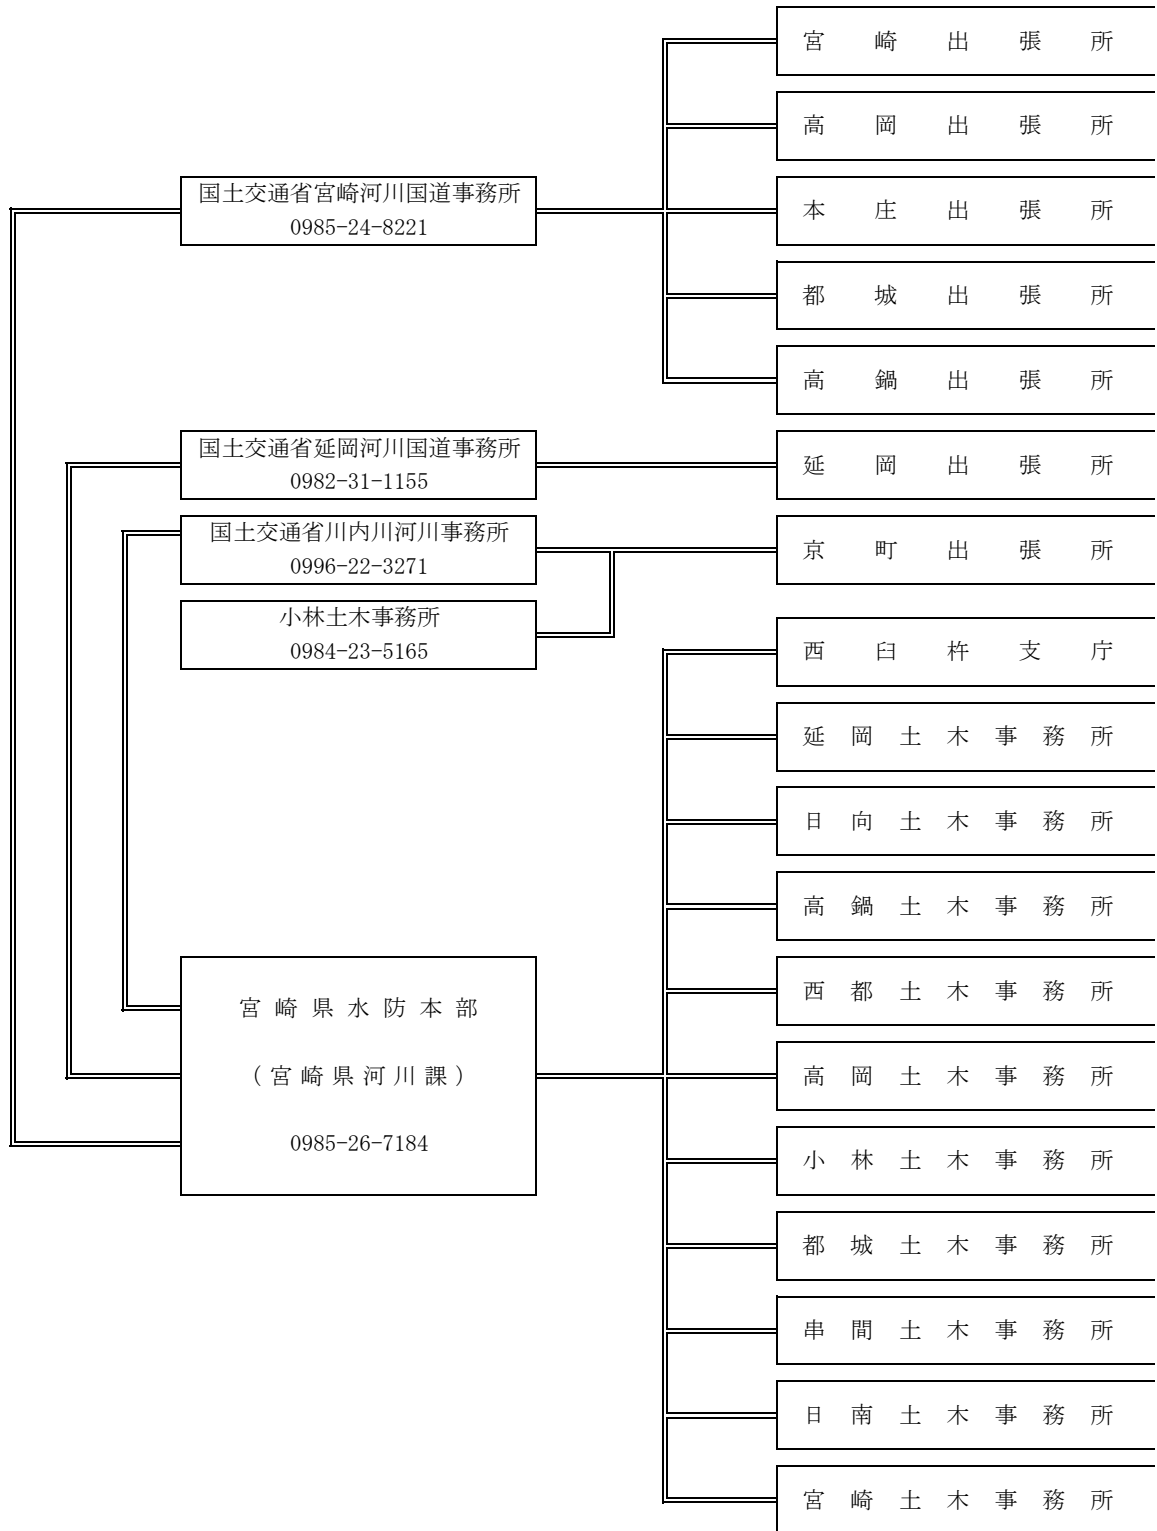 宮崎出張所
高岡出張所
国土交通省宮崎河川国道事務所
0985-24-8221
本庄出張所
都城出張所
高鍋出張所
国土交通省延岡河川国道事務所
0982-31-1155
延岡出張所
国土交通省川内川河川事務所
0996-22-3271
京町出張所
小林土木事務所
0984-23-5165
西臼杵支庁
延岡土木事務所
日向土木事務所
高鍋土木事務所
西都土木事務所
宮崎県水防本部
(宮崎県河川課)
0985-26-7184
高岡土木事務所
小林土木事務所
都城土木事務所
串間土木事務所
日南土木事務所
宮崎土木事務所